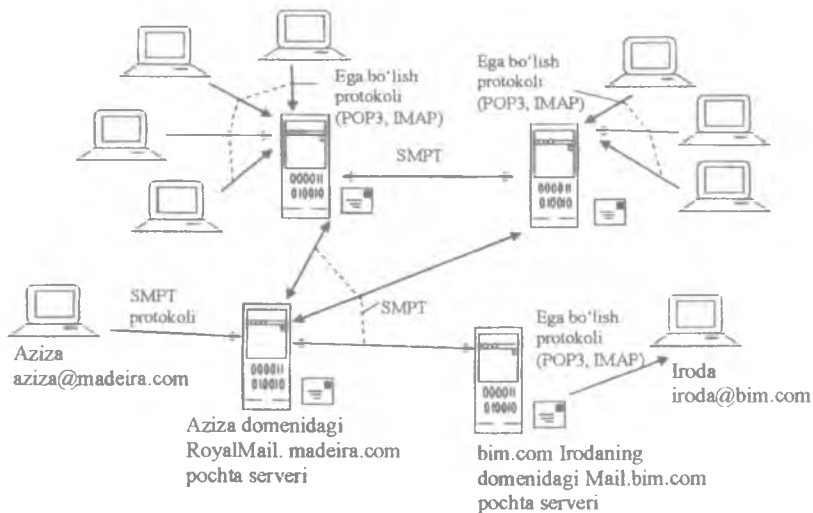 Ega bo‘lish
protokoli
(POP3, IMAP)
Ega bo‘lish
protokoli
(POP3, IMAP)
SMPT
000011
010010
000011
010010
SMPT
protokoli
SMPT
Ega bo‘lish
protokoli
(POP3, IMAP)
Aziza
aziza@madeira.com
000011
010010
000011
010010
Iroda
iroda@bim.com
Aziza domenidagi
RoyalMail. madeira.com
pochta serveri
bim.com Irodaning
domenidagi Mail.bim.com
pochta serveri